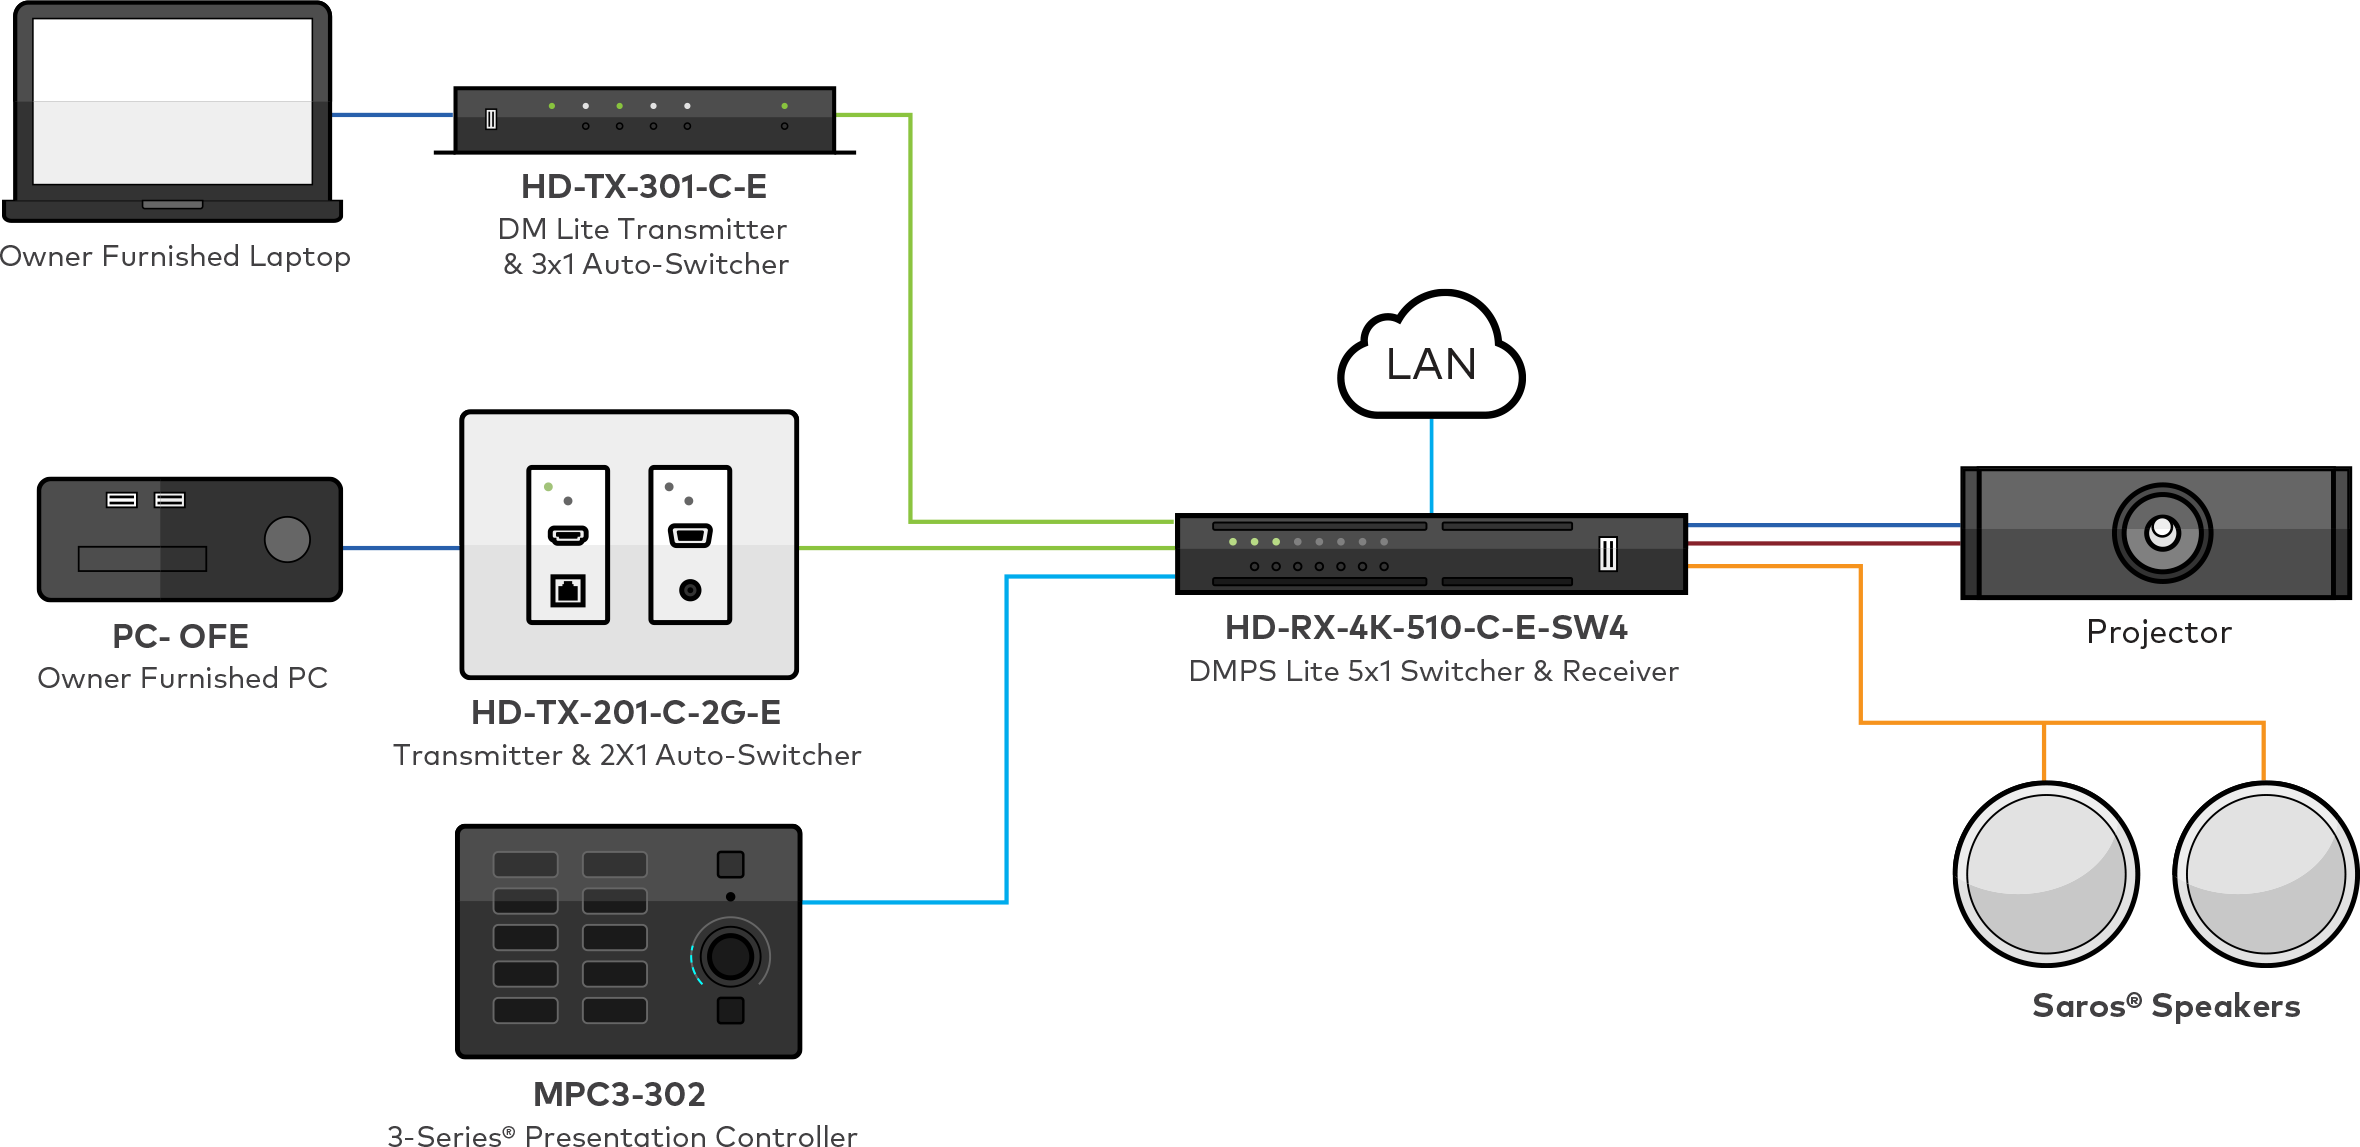 Owner Furnished Laptop
HD-TX-301-C-E
DM Lite Transmitter
& 3x1 Auto-Switcher
PC- OFE
Owner Furnished PC
HD-TX-201-C-2G-E
Transmitter & 2X1 Auto-Switcher
MPC3-302
3-Series® Presentation Controller
LAN
HD-RX-4K-510-C-E-SW4
DMPS Lite 5x1 Switcher & Receiver
Projector
Saros® Speakers